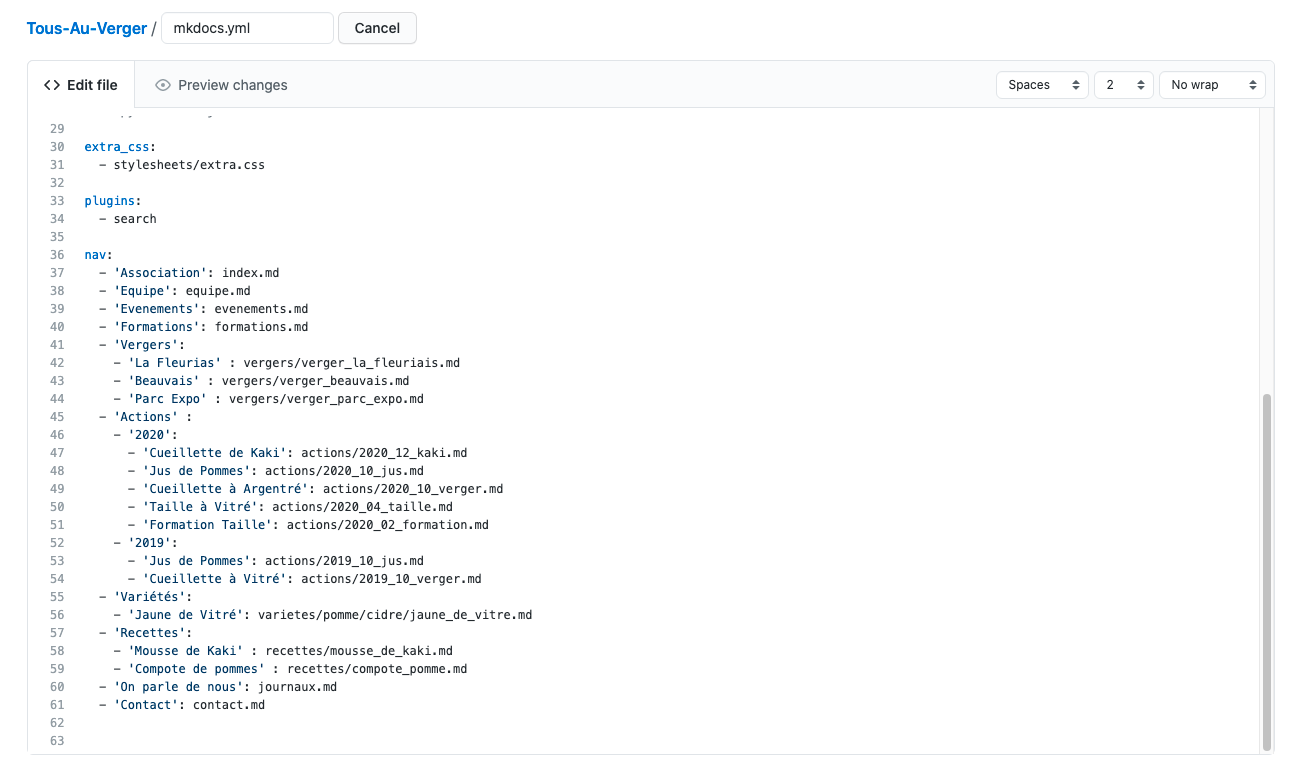 Tous-Au-Verger / mkdocs.yml Cancel
<> Edit file Preview changes Spaces 2 No wrap
29
30 extra_css:
31   - stylesheets/extra.css
32
33 plugins:
34   - search
35
36 nav:
37   - 'Association': index.md
38   - 'Equipe': equipe.md
39   - 'Evenements': evenements.md
40   - 'Formations': formations.md
41   - 'Vergers':
42     - 'La Fleurias' : vergers/verger_la_fleuriais.md
43     - 'Beauvais' : vergers/verger_beauvais.md
44     - 'Parc Expo' : vergers/verger_parc_expo.md
45   - 'Actions' :
46     - '2020':
47       - 'Cueillette de Kaki': actions/2020_12_kaki.md
48       - 'Jus de Pommes': actions/2020_10_jus.md
49       - 'Cueillette à Argentré': actions/2020_10_verger.md
50       - 'Taille à Vitré': actions/2020_04_taille.md
51       - 'Formation Taille': actions/2020_02_formation.md
52     - '2019':
53       - 'Jus de Pommes': actions/2019_10_jus.md
54       - 'Cueillette à Vitré': actions/2019_10_verger.md
55   - 'Variétés':
56     - 'Jaune de Vitré': varietes/pomme/cidre/jaune_de_vitre.md
57   - 'Recettes':
58     - 'Mousse de Kaki' : recettes/mousse_de_kaki.md
59     - 'Compote de pommes' : recettes/compote_pomme.md
60   - 'On parle de nous': journaux.md
61   - 'Contact': contact.md
62
63